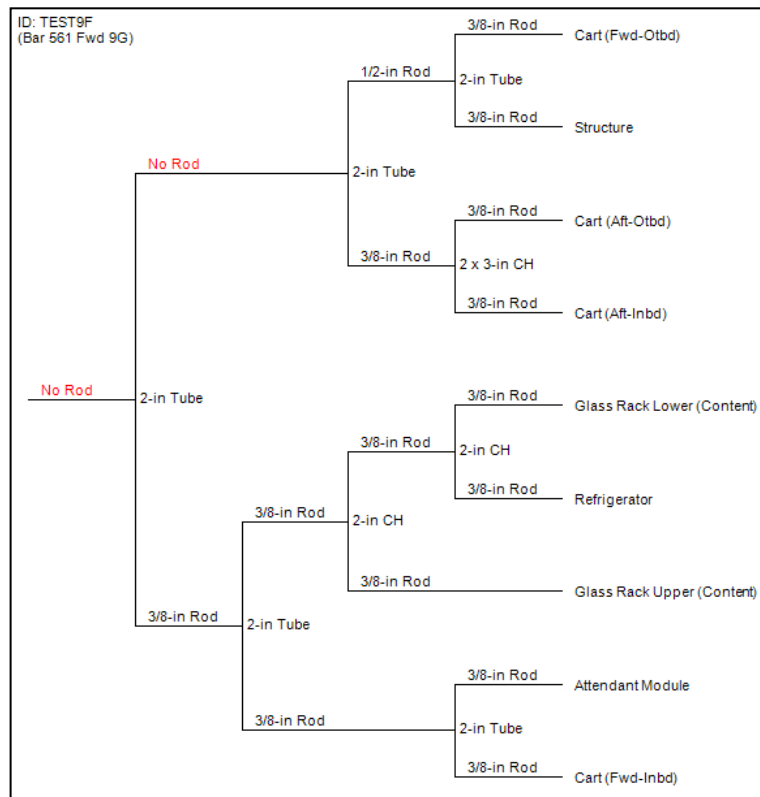 ID: TEST9F
(Bar 561 Fwd 9G)
3/8-in Rod
Cart (Fwd-Otbd)
1/2-in Rod
2-in Tube
3/8-in Rod
Structure
No Rod
2-in Tube
3/8-in Rod
Cart (Aft-Otbd)
3/8-in Rod
2 x 3-in CH
3/8-in Rod
Cart (Aft-Inbd)
No Rod
2-in Tube
3/8-in Rod
Glass Rack Lower (Content)
3/8-in Rod
2-in CH
3/8-in Rod
Refrigerator
3/8-in Rod
2-in CH
3/8-in Rod
Glass Rack Upper (Content)
3/8-in Rod
2-in Tube
3/8-in Rod
Attendant Module
3/8-in Rod
2-in Tube
3/8-in Rod
Cart (Fwd-Inbd)